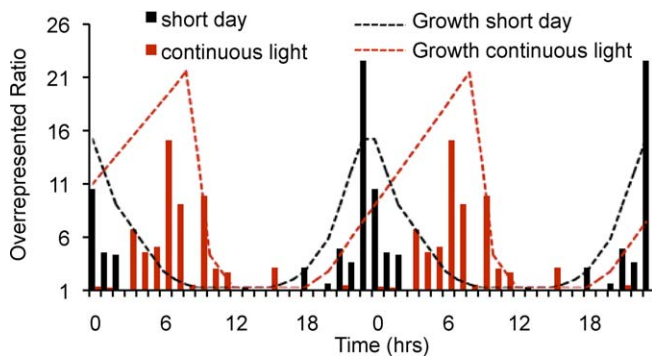 short day
continuous light
Growth short day
Growth continuous light
Overrepresented Ratio
26
21
16
11
6
1
0 6 12 18 0 6 12 18
Time (hrs)